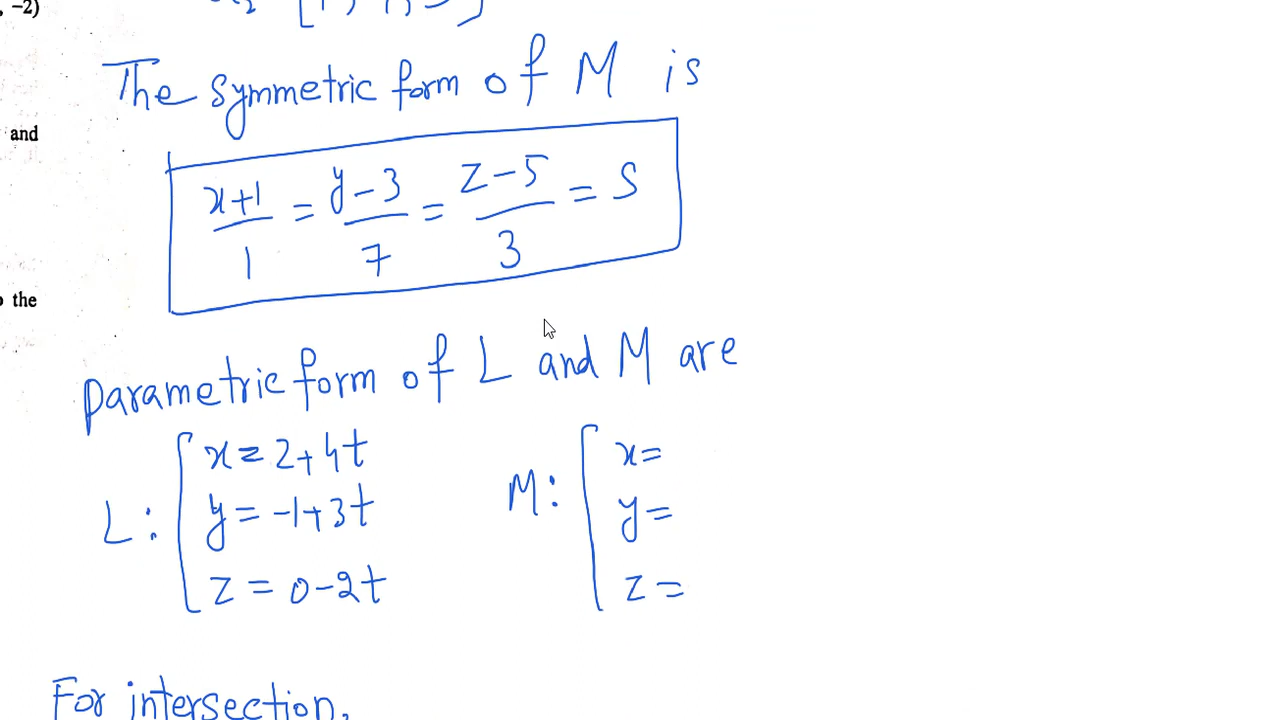 , -2)
The symmetric form of M is
and
x+1/1 = y-3/7 = z-5/3 = S
the
parametric form of L and M are
L: { x = 2+4t
y = -1+3t
z = 0-2t
M: { x=
y=
z=
For intersection,